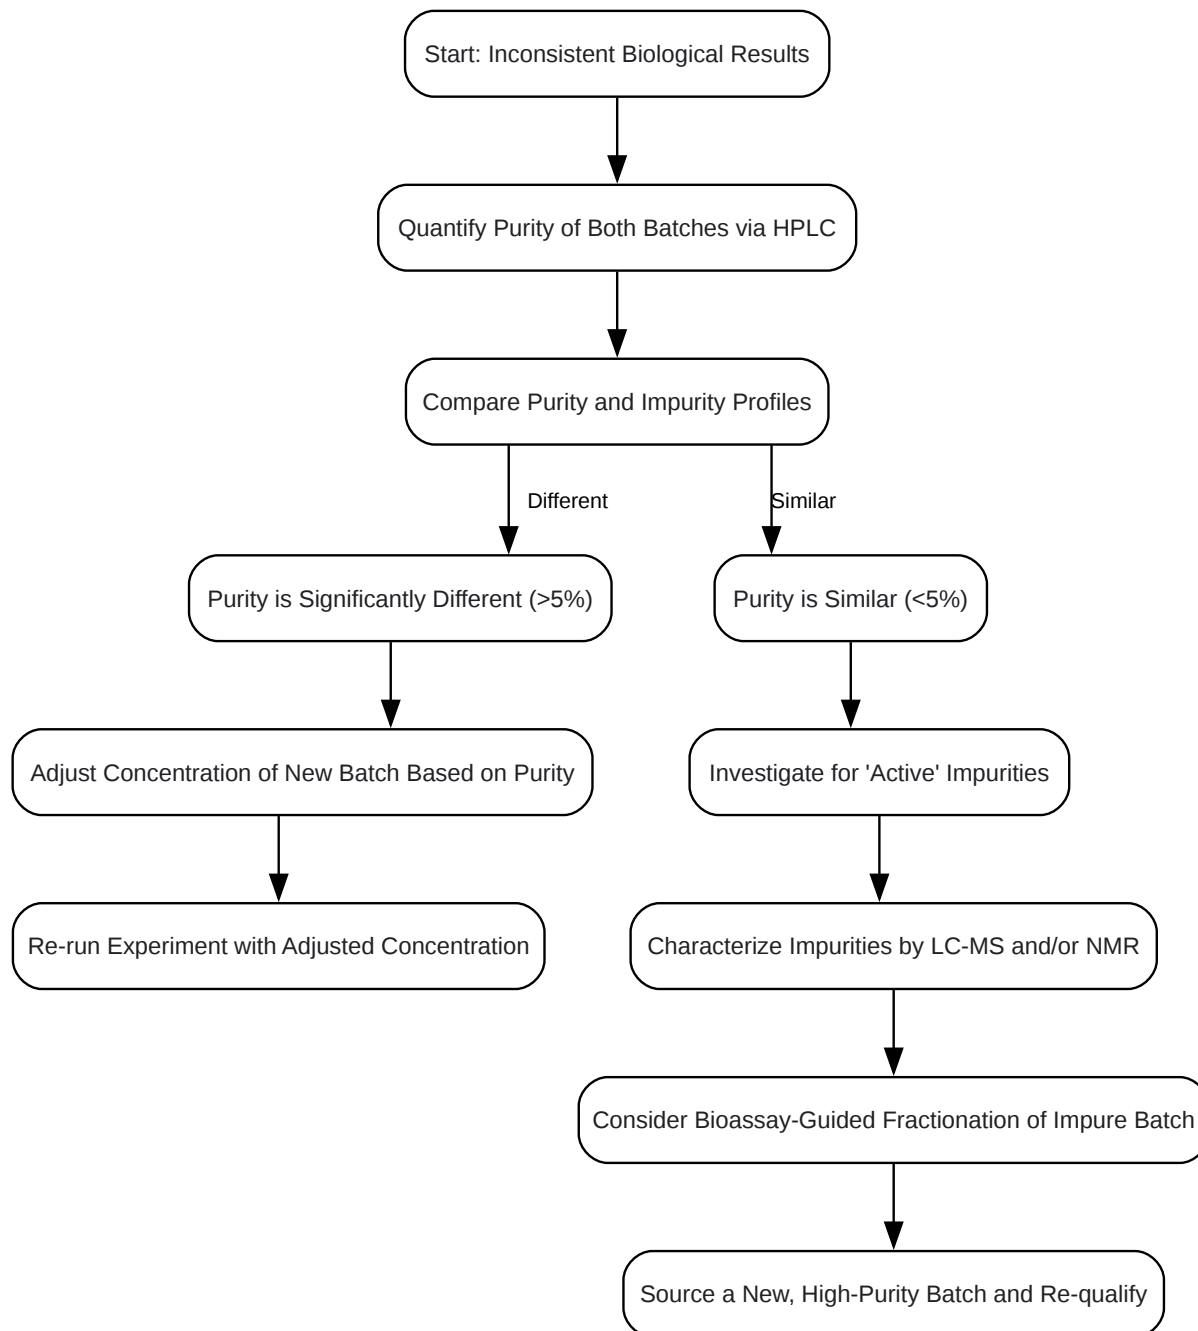 Start: Inconsistent Biological Results
Quantify Purity of Both Batches via HPLC
Compare Purity and Impurity Profiles
Different
Similar
Purity is Significantly Different (>5%)
Purity is Similar (<5%)
Adjust Concentration of New Batch Based on Purity
Investigate for 'Active' Impurities
Re-run Experiment with Adjusted Concentration
Characterize Impurities by LC-MS and/or NMR
Consider Bioassay-Guided Fractionation of Impure Batch
Source a New, High-Purity Batch and Re-qualify